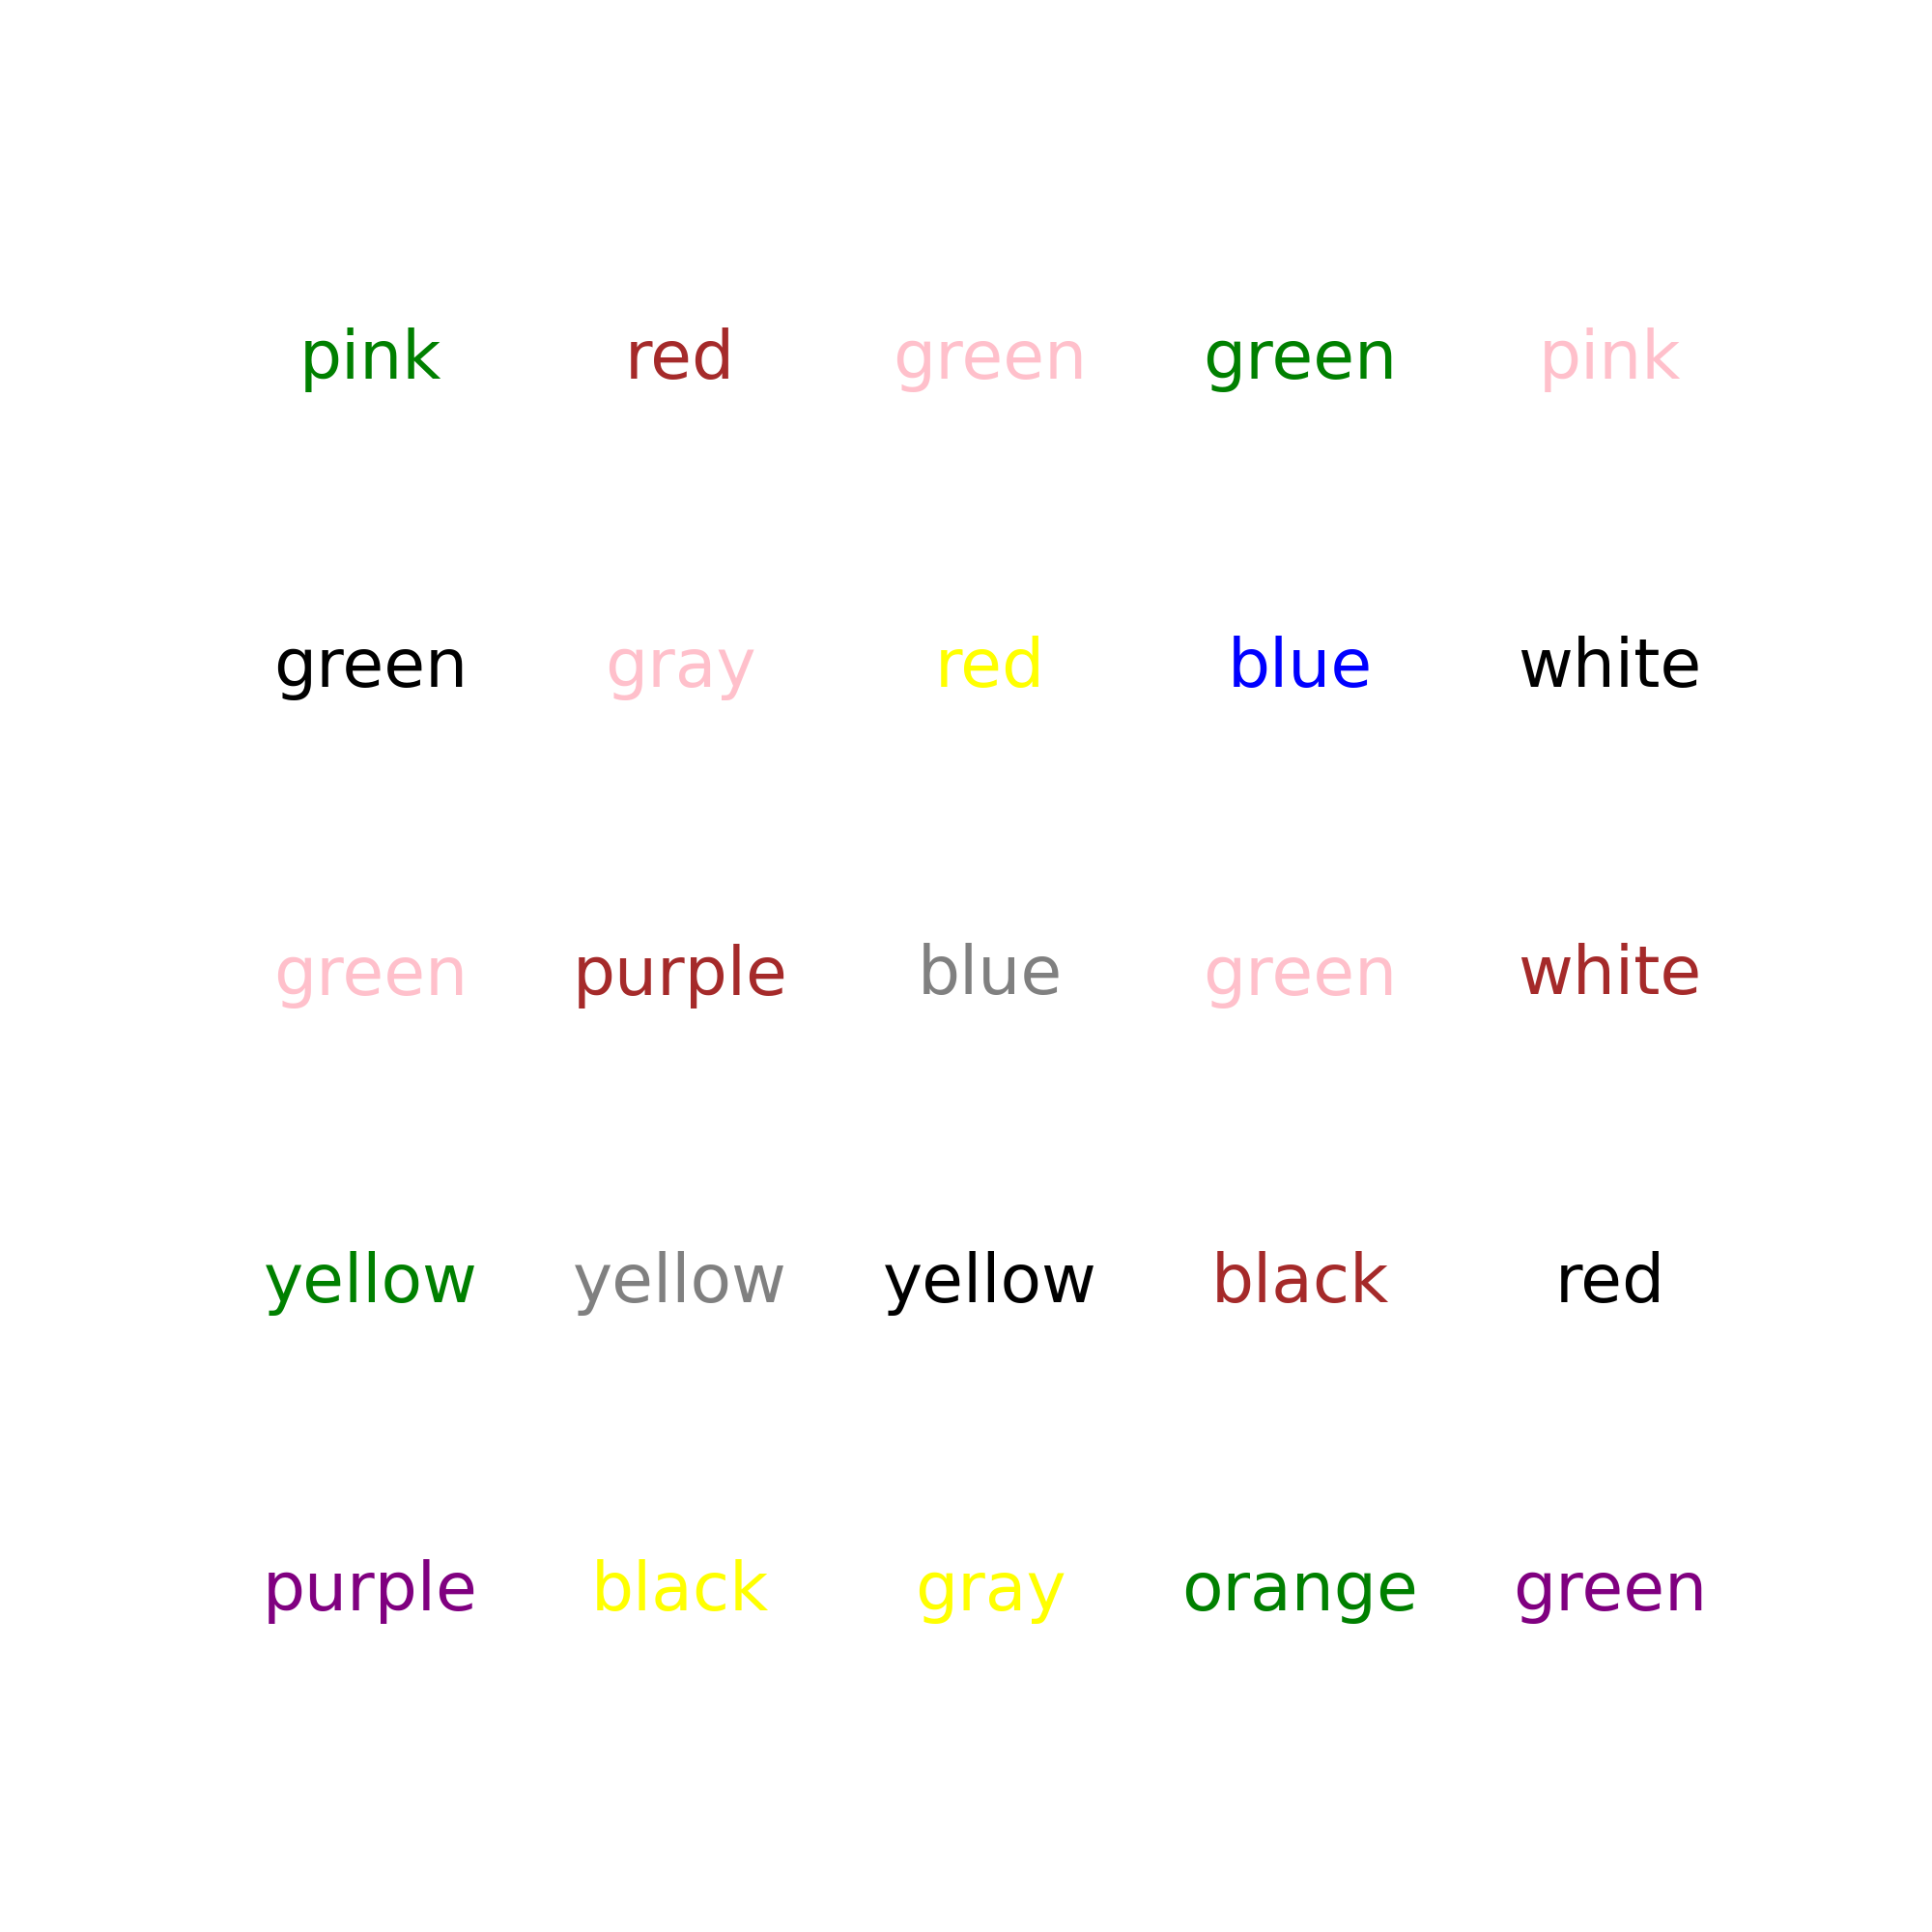 pink red green green pink
green gray red blue white
green purple blue green white
yellow yellow yellow black red
purple black gray orange green